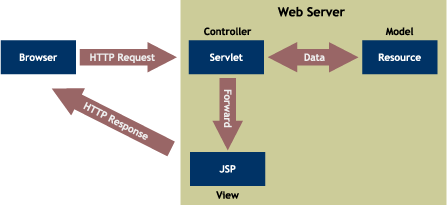 Web Server
Controller
Model
Browser
HTTP Request
Servlet
Data
Resource
Forward
HTTP Response
JSP
View